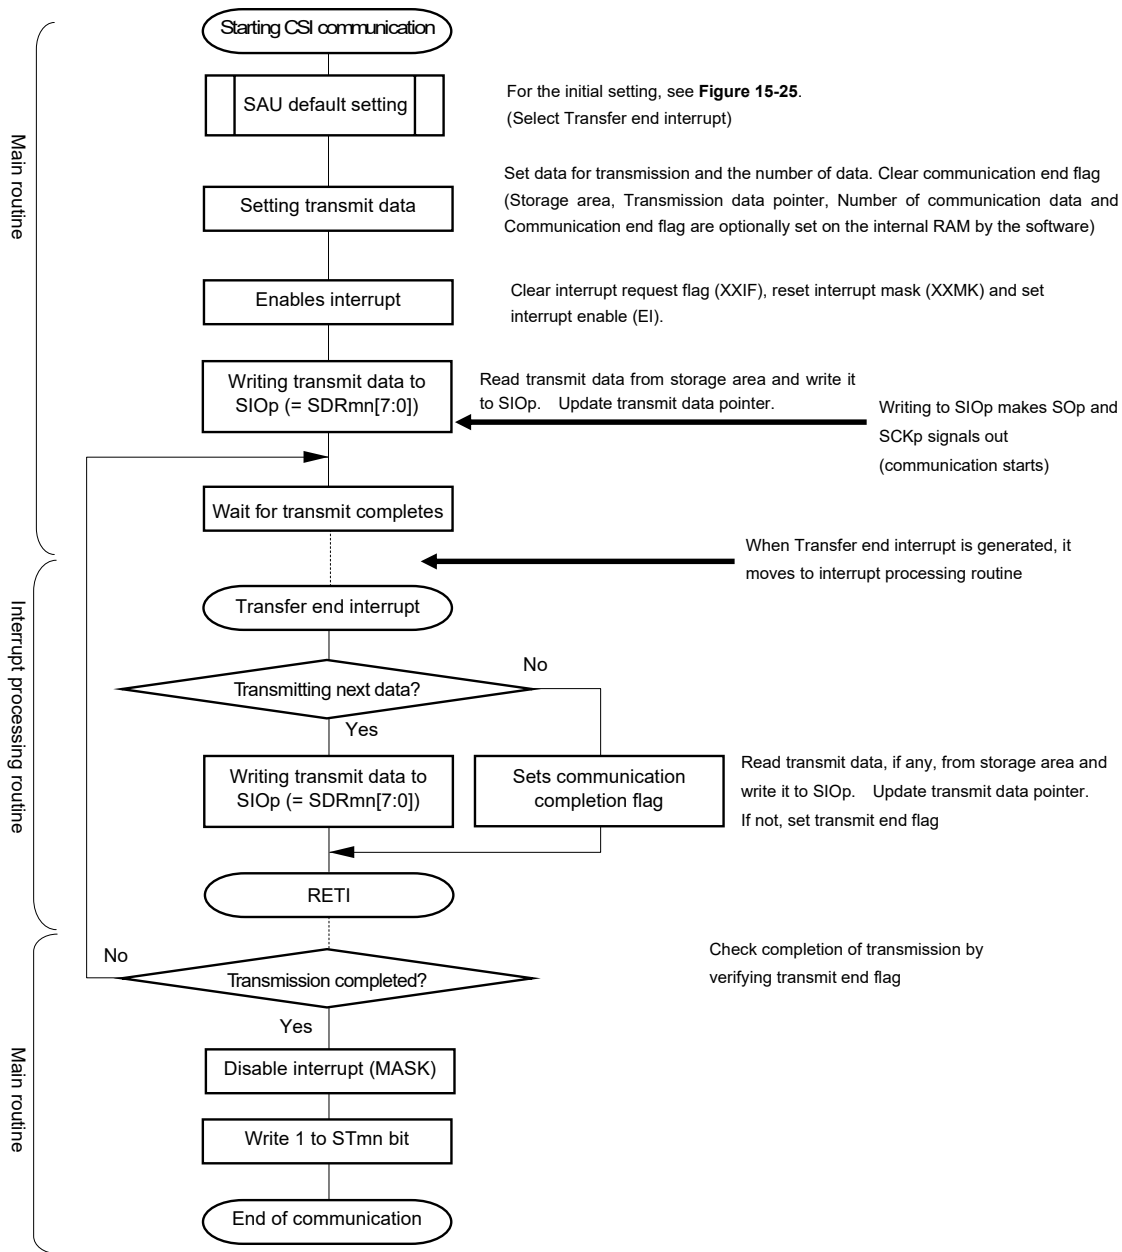 Starting CSI communication
SAU default setting
For the initial setting, see Figure 15-25.
(Select Transfer end interrupt)
Main routine
Setting transmit data
Set data for transmission and the number of data. Clear communication end flag
(Storage area, Transmission data pointer, Number of communication data and
Communication end flag are optionally set on the internal RAM by the software)
Enables interrupt
Clear interrupt request flag (XXIF), reset interrupt mask (XXMK) and set
interrupt enable (EI).
Writing transmit data to
SIOp (= SDRmn[7:0])
Read transmit data from storage area and write it
to SIOp. Update transmit data pointer.
Writing to SIOp makes SOp and
SCKp signals out
(communication starts)
Wait for transmit completes
When Transfer end interrupt is generated, it
moves to interrupt processing routine
Interrupt processing routine
Transfer end interrupt
No
Transmitting next data?
Yes
Writing transmit data to
SIOp (= SDRmn[7:0])
Sets communication
completion flag
Read transmit data, if any, from storage area and
write it to SIOp. Update transmit data pointer.
If not, set transmit end flag
RETI
No
Transmission completed?
Check completion of transmission by
verifying transmit end flag
Yes
Main routine
Disable interrupt (MASK)
Write 1 to STmn bit
End of communication